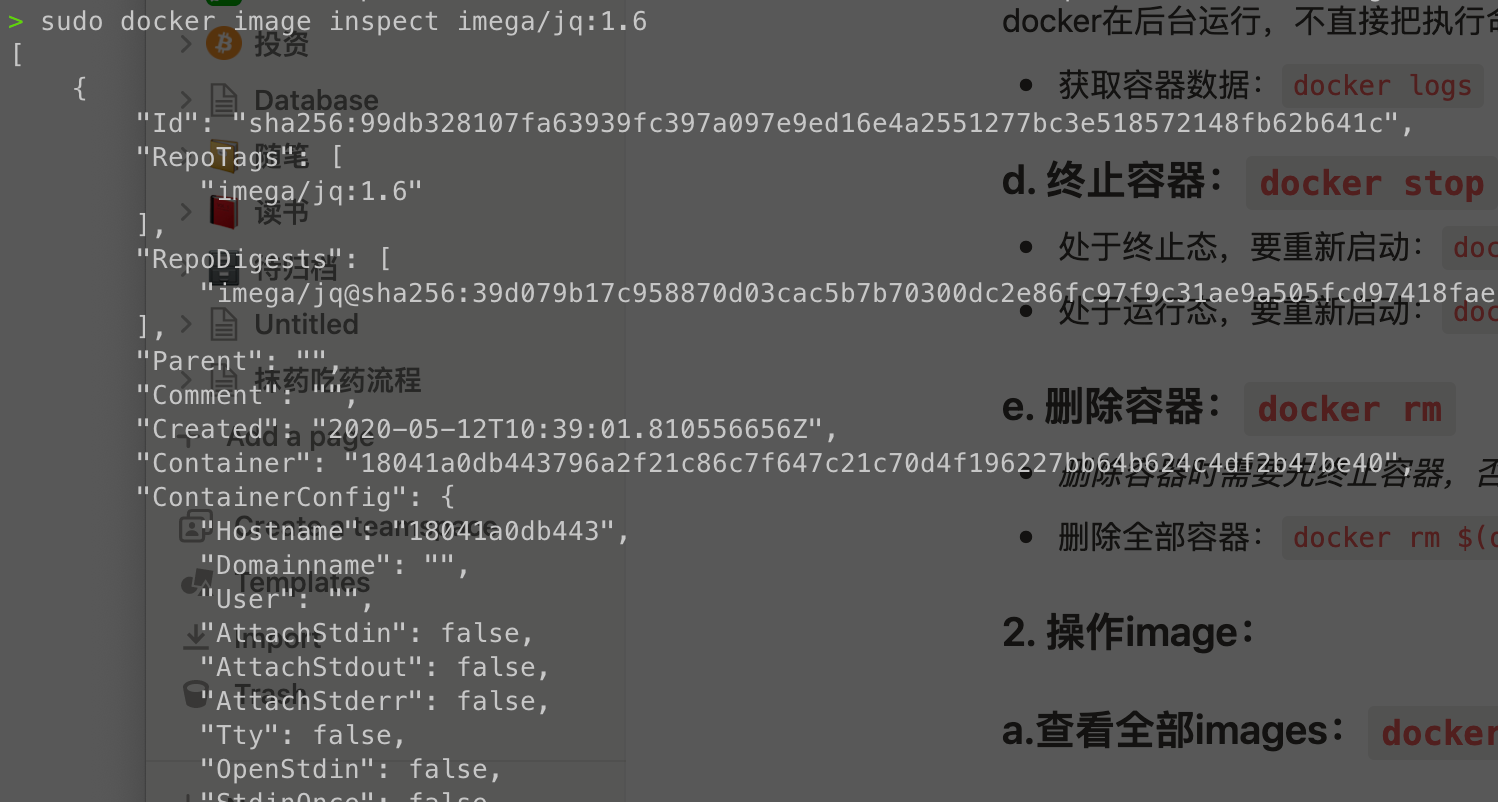 > sudo docker image inspect imega/jq:1.6
[
{
"Id": "sha256:99db328107fa63939fc397a097e9ed16e4a2551277bc3e518572148fb62b641c",
"RepoTags": [
"imega/jq:1.6"
],
"RepoDigests": [
"imega/jq@sha256:39d079b17c958870d03cac5b7b70300dc2e86fc97f9c31ae9a505fcd97418fae
],
"Parent": "",
"Comment": "",
"Created": "2020-05-12T10:39:01.810556656Z",
"Container": "18041a0db443796a2f21c86c7f647c21c70d4f196227bb64b624c4df2b47be40",
"ContainerConfig": {
"Hostname": "18041a0db443",
"Domainname": "",
"User": "",
"AttachStdin": false,
"AttachStdout": false,
"AttachStderr": false,
"Tty": false,
"OpenStdin": false,
"StdinOnce": false
投资
Database
随笔
读书
待归档
Untitled
抹药吃药流程
Add a page
Create a teamspace
Templates
Import
Trash
docker在后台运行，不直接把执行命
获取容器数据： docker logs
d. 终止容器： docker stop
处于终止态，要重新启动： doc
处于运行态，要重新启动： doc
e. 删除容器： docker rm
删除容器时需要先终止容器，否
删除全部容器： docker rm $(d
2. 操作image：
a.查看全部images： docker